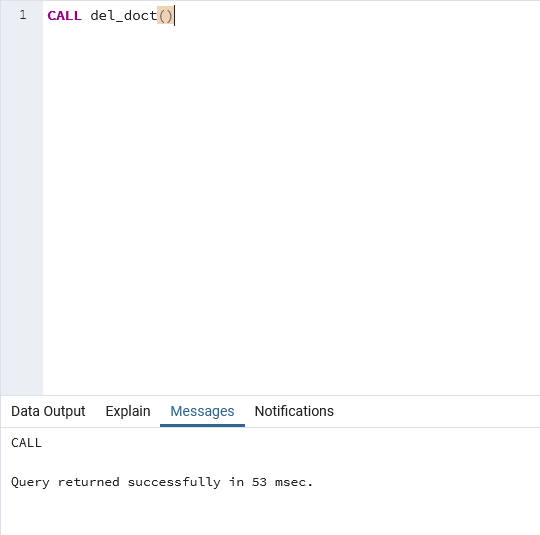 1 CALL del_doct()
Data Output Explain Messages Notifications
CALL
Query returned successfully in 53 msec.